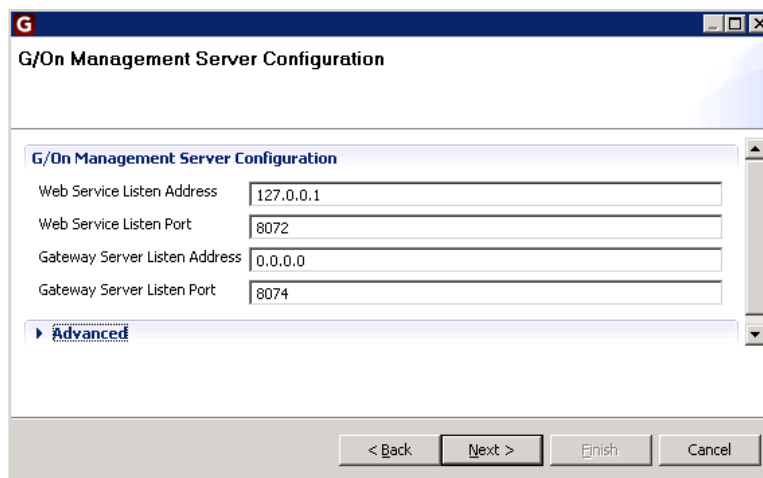 G
G/On Management Server Configuration
G/On Management Server Configuration
Web Service Listen Address 127.0.0.1
Web Service Listen Port 8072
Gateway Server Listen Address 0.0.0.0
Gateway Server Listen Port 8074
Advanced
< Back Next > Finish Cancel